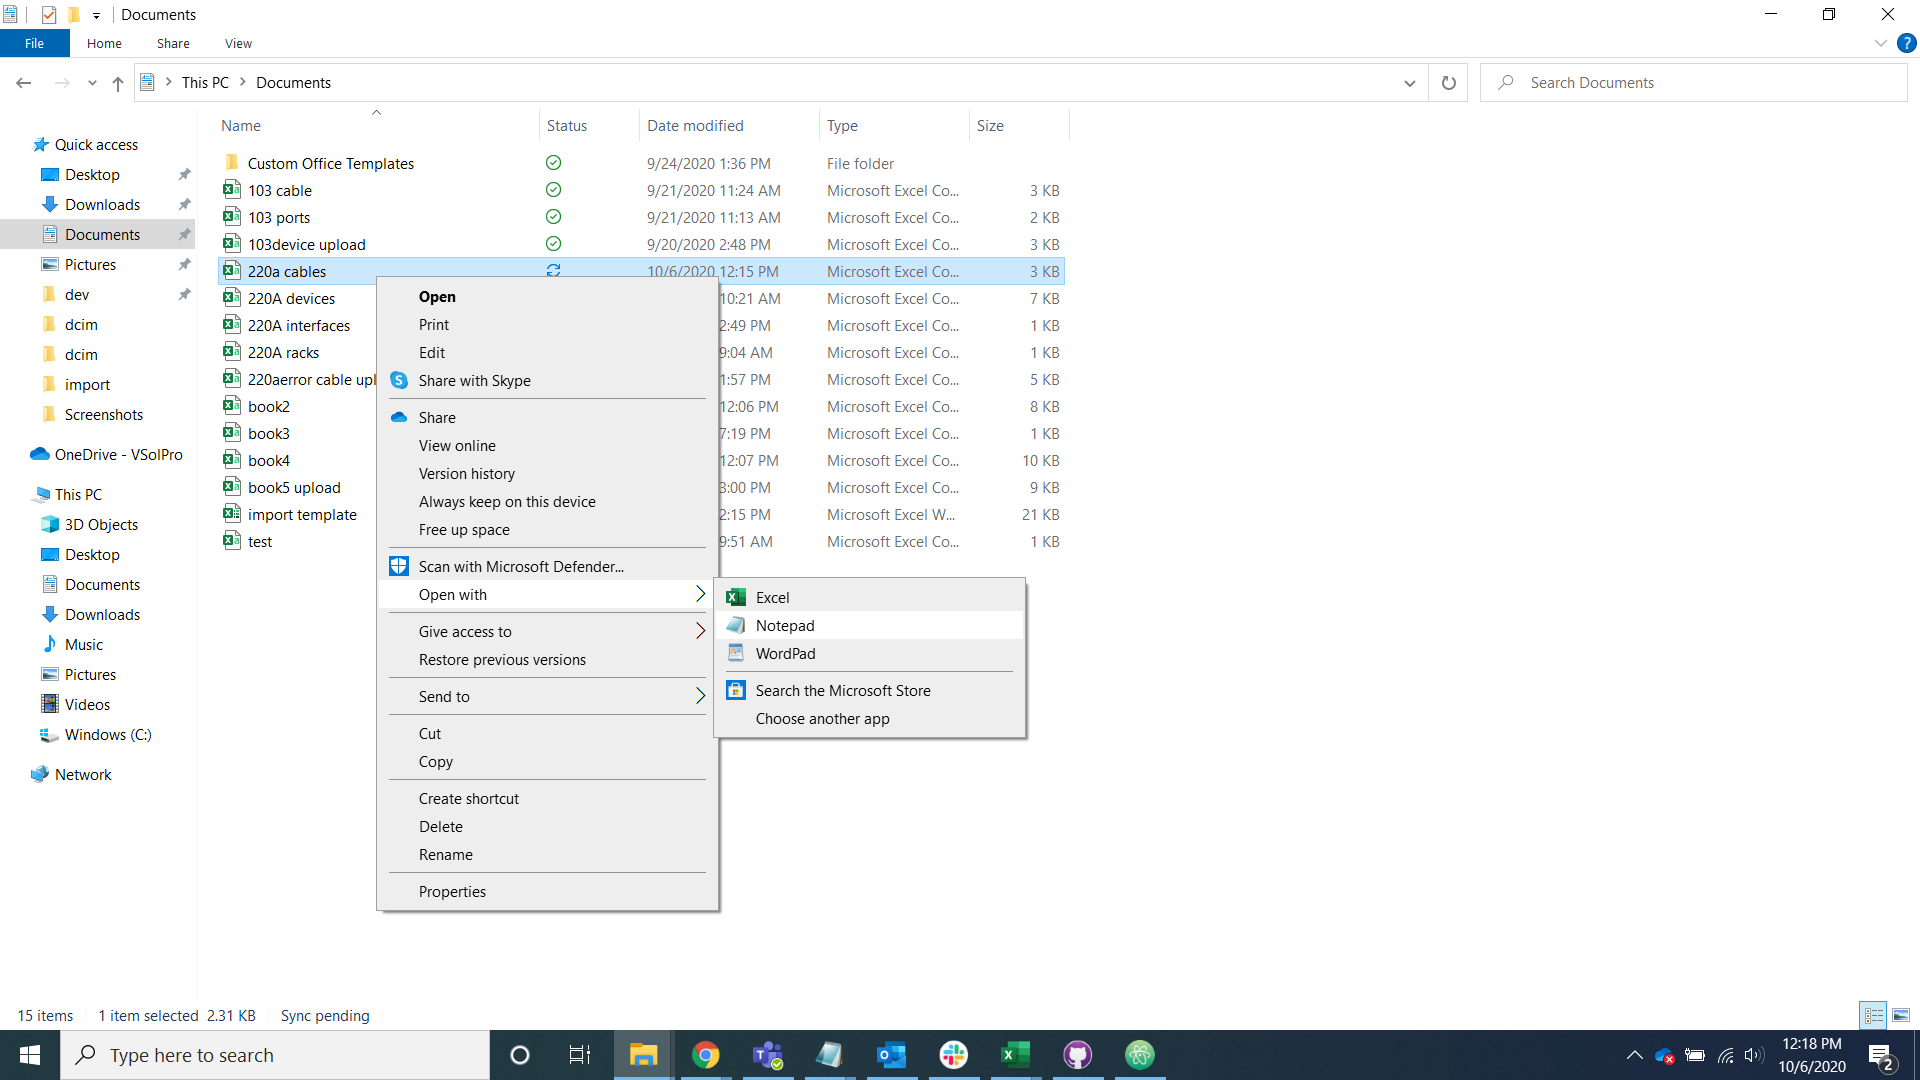 Documents
File Home Share View
This PC Documents
Search Documents
Name Status Date modified Type Size
Quick access
Desktop
Downloads
Documents
Pictures
dev
dcim
dcim
import
Screenshots
OneDrive - VSolPro
This PC
3D Objects
Desktop
Documents
Downloads
Music
Pictures
Videos
Windows (C:)
Network
Custom Office Templates 9/24/2020 1:36 PM File folder
103 cable 9/21/2020 11:24 AM Microsoft Excel Co... 3 KB
103 ports 9/21/2020 11:13 AM Microsoft Excel Co... 2 KB
103device upload 9/20/2020 2:48 PM Microsoft Excel Co... 3 KB
220a cables 10/6/2020 12:15 PM Microsoft Excel Co... 3 KB
220A devices 10:21 AM Microsoft Excel Co... 7 KB
220A interfaces 2:49 PM Microsoft Excel Co... 1 KB
220A racks 9:04 AM Microsoft Excel Co... 1 KB
220aerror cable upl 1:57 PM Microsoft Excel Co... 5 KB
book2 12:06 PM Microsoft Excel Co... 8 KB
book3 7:19 PM Microsoft Excel Co... 1 KB
book4 12:07 PM Microsoft Excel Co... 10 KB
book5 upload 3:00 PM Microsoft Excel Co... 9 KB
import template 2:15 PM Microsoft Excel W... 21 KB
test 9:51 AM Microsoft Excel Co... 1 KB
Open
Print
Edit
Share with Skype
Share
View online
Version history
Always keep on this device
Free up space
Scan with Microsoft Defender...
Open with
Give access to
Restore previous versions
Send to
Cut
Copy
Create shortcut
Delete
Rename
Properties
Excel
Notepad
WordPad
Search the Microsoft Store
Choose another app
15 items 1 item selected 2.31 KB Sync pending
Type here to search
12:18 PM
10/6/2020
2